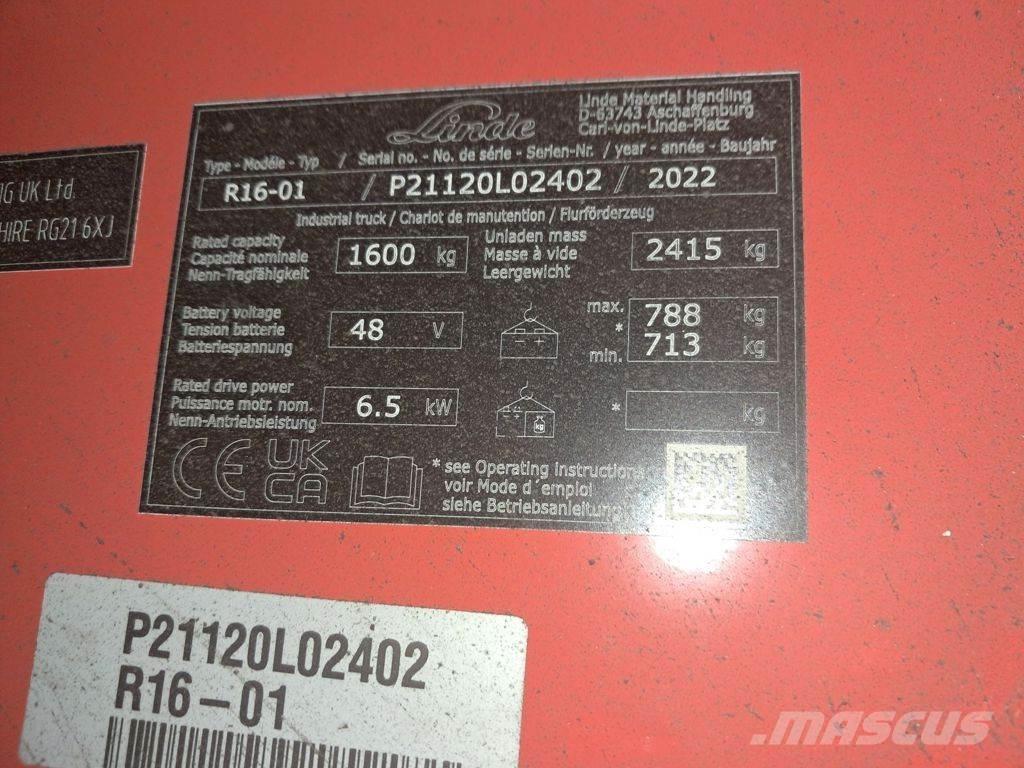 Linde
Linde Material Handling
D-63743 Aschaffenburg
Carl-von-Linde-Platz
Type - Modèle - Typ / Serial no. - No. de série - Serien-Nr. / year - année - Baujahr
R16-01 / P21120L02402 / 2022
Industrial truck / Chariot de manutention / Flurförderzeug
Rated capacity
Capacité nominale
Nenn-Tragfähigkeit
1600 kg
Unladen mass
Masse à vide
Leergewicht
2415 kg
Battery voltage
Tension batterie
Batteriespannung
48 V
max. 788 kg
*
min. 713 kg
Rated drive power
Puissance motr. nom.
Nenn-Antriebsleistung
6.5 kW
kg
* kg
CE UK
CA
* see Operating instructions
voir Mode d´emploi
siehe Betriebsanleitung
UK Ltd.
RG21 6XJ
P21120L02402
R16-01
.MASCUS